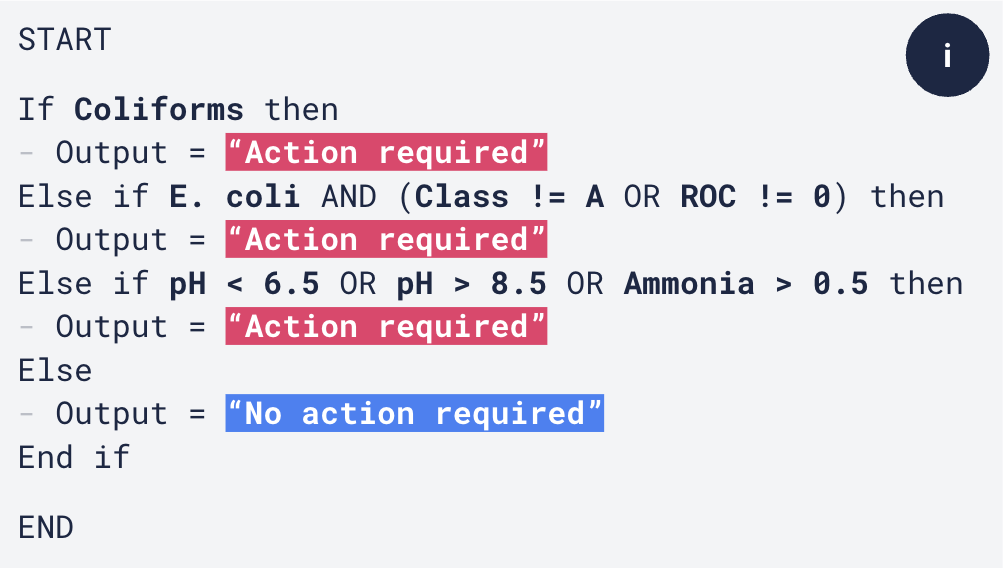 START
i
If Coliforms then
- Output = “Action required”
Else if E. coli AND (Class != A OR ROC != 0) then
- Output = “Action required”
Else if pH < 6.5 OR pH > 8.5 OR Ammonia > 0.5 then
- Output = “Action required”
Else
- Output = “No action required”
End if
END